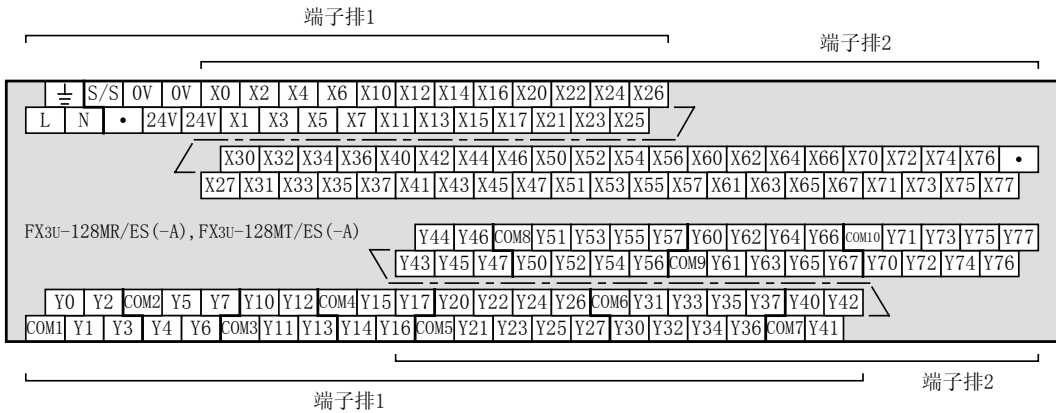 端子排1
端子排2
S/S 0V 0V X0 X2 X4 X6 X10 X12 X14 X16 X20 X22 X24 X26
L N • 24V 24V X1 X3 X5 X7 X11 X13 X15 X17 X21 X23 X25
X30 X32 X34 X36 X40 X42 X44 X46 X50 X52 X54 X56 X60 X62 X64 X66 X70 X72 X74 X76 •
X27 X31 X33 X35 X37 X41 X43 X45 X47 X51 X53 X55 X57 X61 X63 X65 X67 X71 X73 X75 X77
FX3U-128MR/ES(-A), FX3U-128MT/ES(-A)
Y44 Y46 COM8 Y51 Y53 Y55 Y57 Y60 Y62 Y64 Y66 COM10 Y71 Y73 Y75 Y77
Y43 Y45 Y47 Y50 Y52 Y54 Y56 COM9 Y61 Y63 Y65 Y67 Y70 Y72 Y74 Y76
Y0 Y2 COM2 Y5 Y7 Y10 Y12 COM4 Y15 Y17 Y20 Y22 Y24 Y26 COM6 Y31 Y33 Y35 Y37 Y40 Y42
COM1 Y1 Y3 Y4 Y6 COM3 Y11 Y13 Y14 Y16 COM5 Y21 Y23 Y25 Y27 Y30 Y32 Y34 Y36 COM7 Y41
端子排2
端子排1